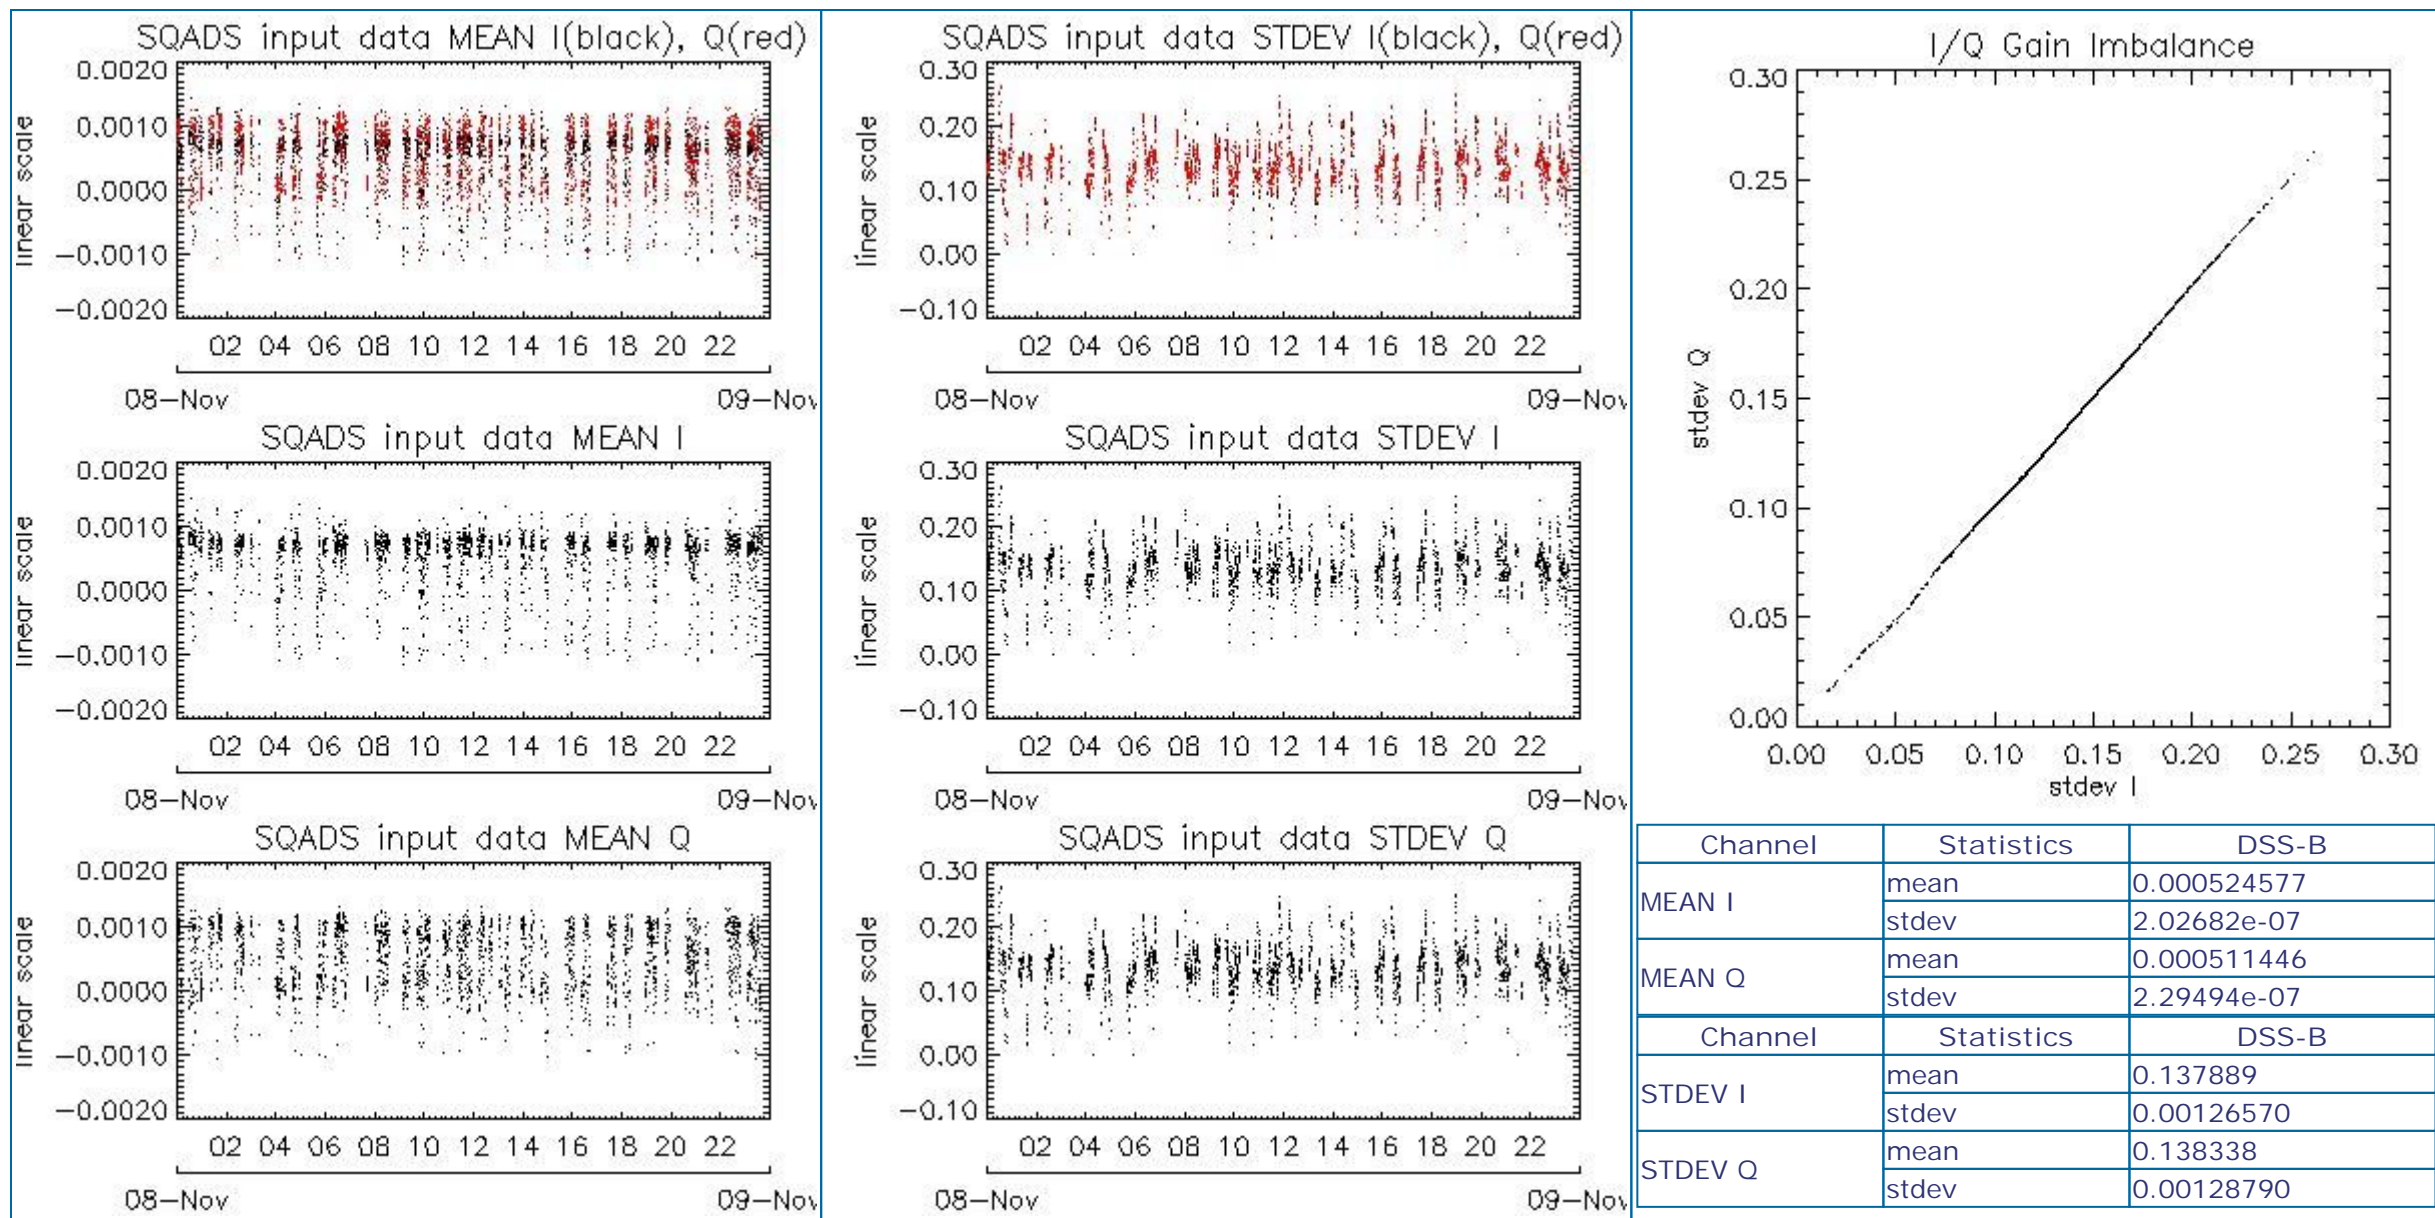 SQADS input data MEAN I(black), Q(red)
0.0020
0.0010
0.0000
−0.0010
−0.0020
linear scale
02 04 06 08 10 12 14 16 18 20 22
08−Nov 09−Nov
SQADS input data MEAN I
0.0020
0.0010
0.0000
−0.0010
−0.0020
linear scale
02 04 06 08 10 12 14 16 18 20 22
08−Nov 09−Nov
SQADS input data MEAN Q
0.0020
0.0010
0.0000
−0.0010
−0.0020
linear scale
02 04 06 08 10 12 14 16 18 20 22
08−Nov 09−Nov
SQADS input data STDEV I(black), Q(red)
0.30
0.20
0.10
0.00
−0.10
linear scale
02 04 06 08 10 12 14 16 18 20 22
08−Nov 09−Nov
SQADS input data STDEV I
0.30
0.20
0.10
0.00
−0.10
linear scale
02 04 06 08 10 12 14 16 18 20 22
08−Nov 09−Nov
SQADS input data STDEV Q
0.30
0.20
0.10
0.00
−0.10
linear scale
02 04 06 08 10 12 14 16 18 20 22
08−Nov 09−Nov
I/Q Gain Imbalance
0.30
0.25
0.20
0.15
0.10
0.05
0.00
stdev Q
0.00 0.05 0.10 0.15 0.20 0.25 0.30
stdev I
Channel Statistics DSS-B
MEAN I mean 0.000524577
stdev 2.02682e-07
MEAN Q mean 0.000511446
stdev 2.29494e-07
Channel Statistics DSS-B
STDEV I mean 0.137889
stdev 0.00126570
STDEV Q mean 0.138338
stdev 0.00128790